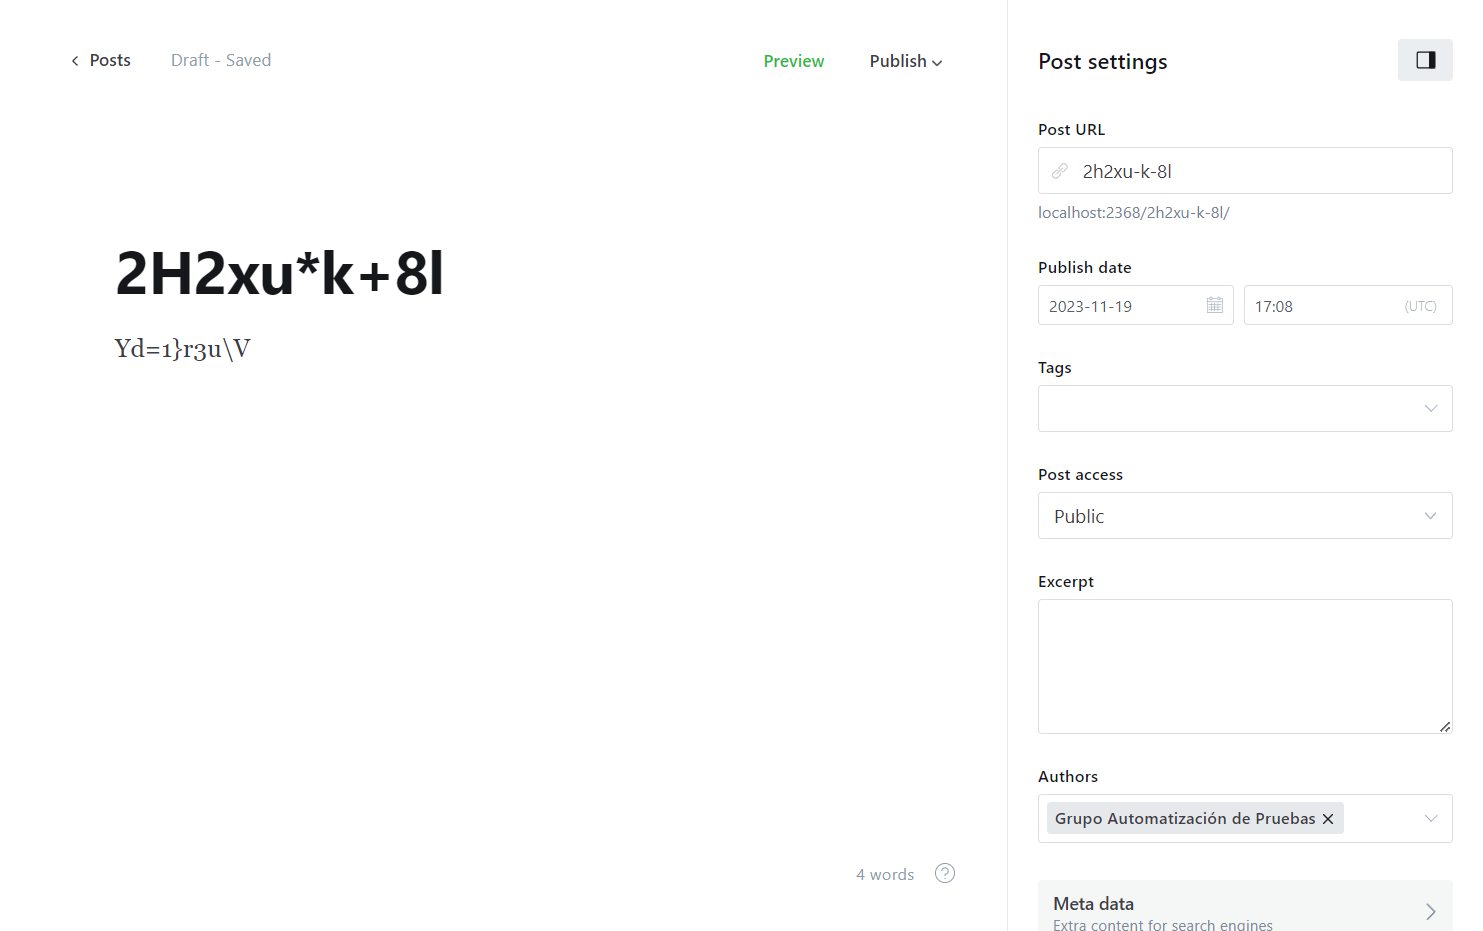 Posts
Draft - Saved
Preview
Publish
2H2xu*k+8l
Yd=1}r3u\V
4 words
?
Post settings
Post URL
2h2xu-k-8l
localhost:2368/2h2xu-k-8l/
Publish date
2023-11-19
17:08
(UTC)
Tags
Post access
Public
Excerpt
Authors
Grupo Automatización de Pruebas
Meta data
Extra content for search engines